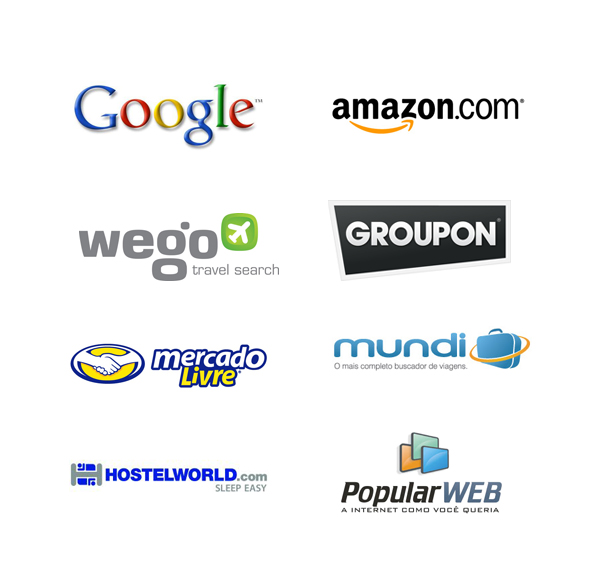 Google™
amazon.com®
wego
travel search
GROUPON®
mercado
Livre®
mundi
O mais completo buscador de viagens.
HOSTELWORLD.com
SLEEP EASY
PopularWEB
A INTERNET COMO VOCÊ QUERIA